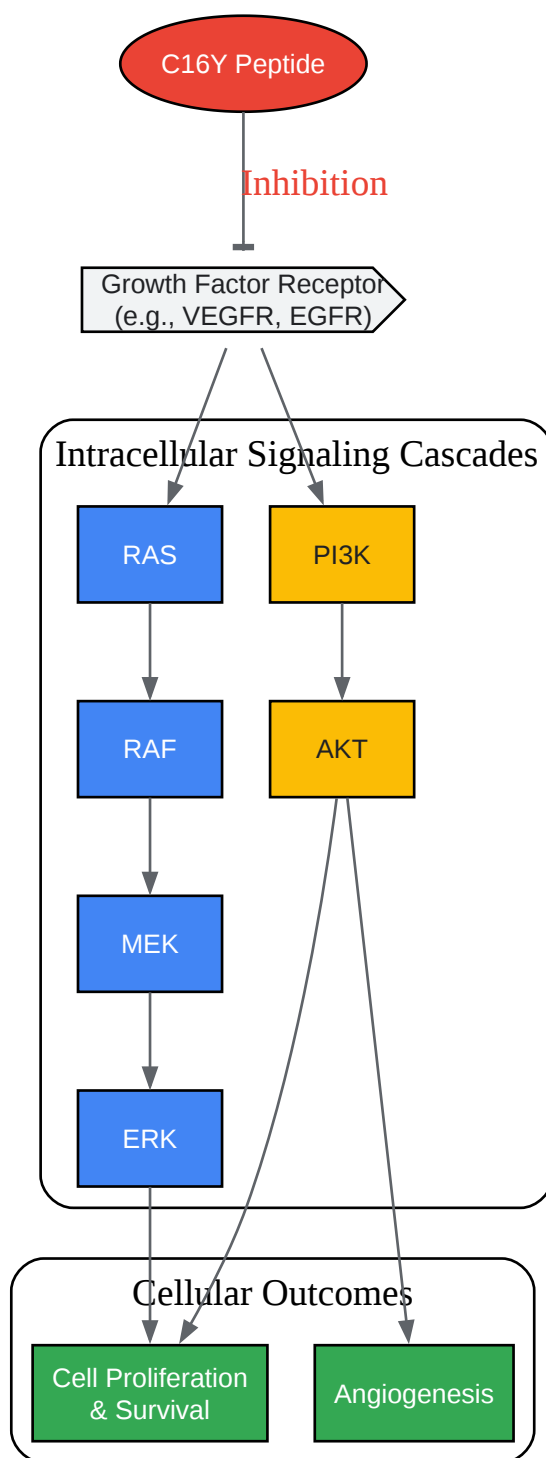 C16Y Peptide
Inhibition
Growth Factor Receptor
(e.g., VEGFR, EGFR)
Intracellular Signaling Cascades
RAS
PI3K
RAF
AKT
MEK
ERK
Cellular Outcomes
Cell Proliferation
& Survival
Angiogenesis